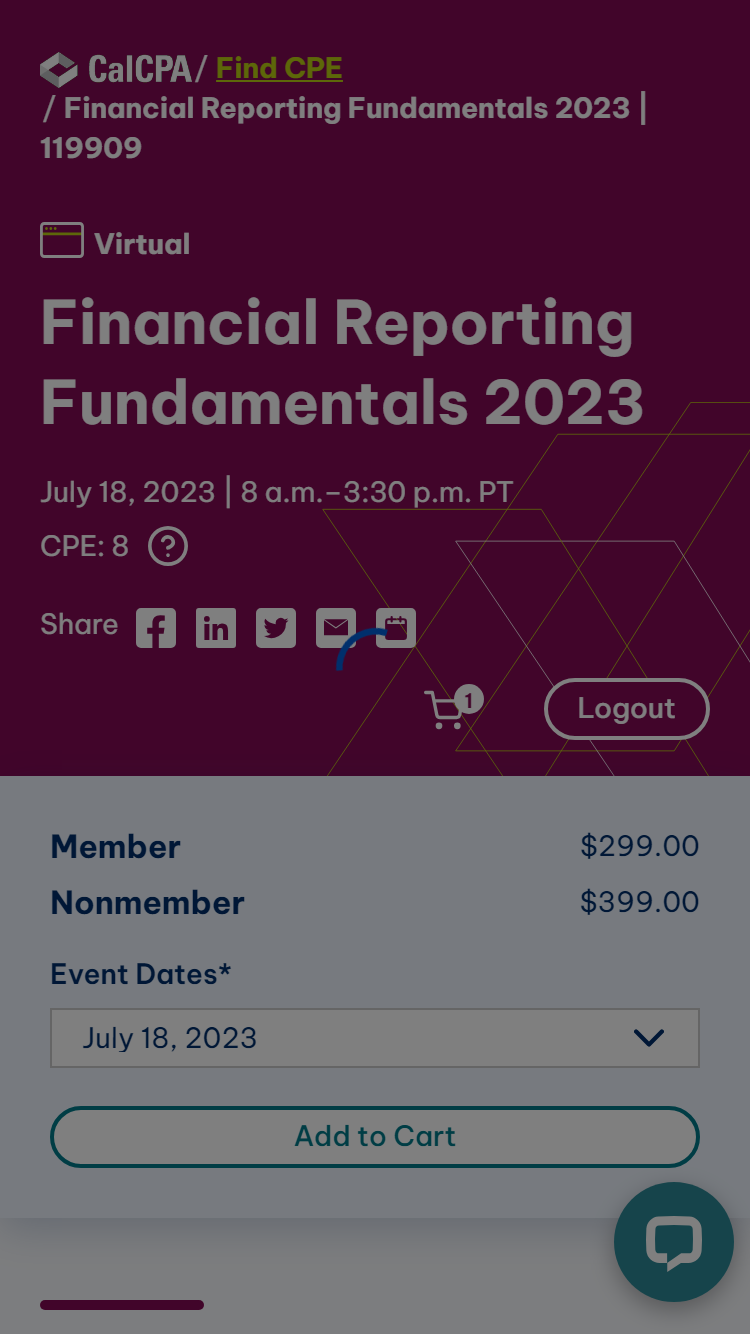 CalCPA / Find CPE
/ Financial Reporting Fundamentals 2023 |
119909
Virtual
Financial Reporting
Fundamentals 2023
July 18, 2023 | 8 a.m.–3:30 p.m. PT
CPE: 8 ?
Share
1
Logout
Member $299.00
Nonmember $399.00
Event Dates*
July 18, 2023
Add to Cart